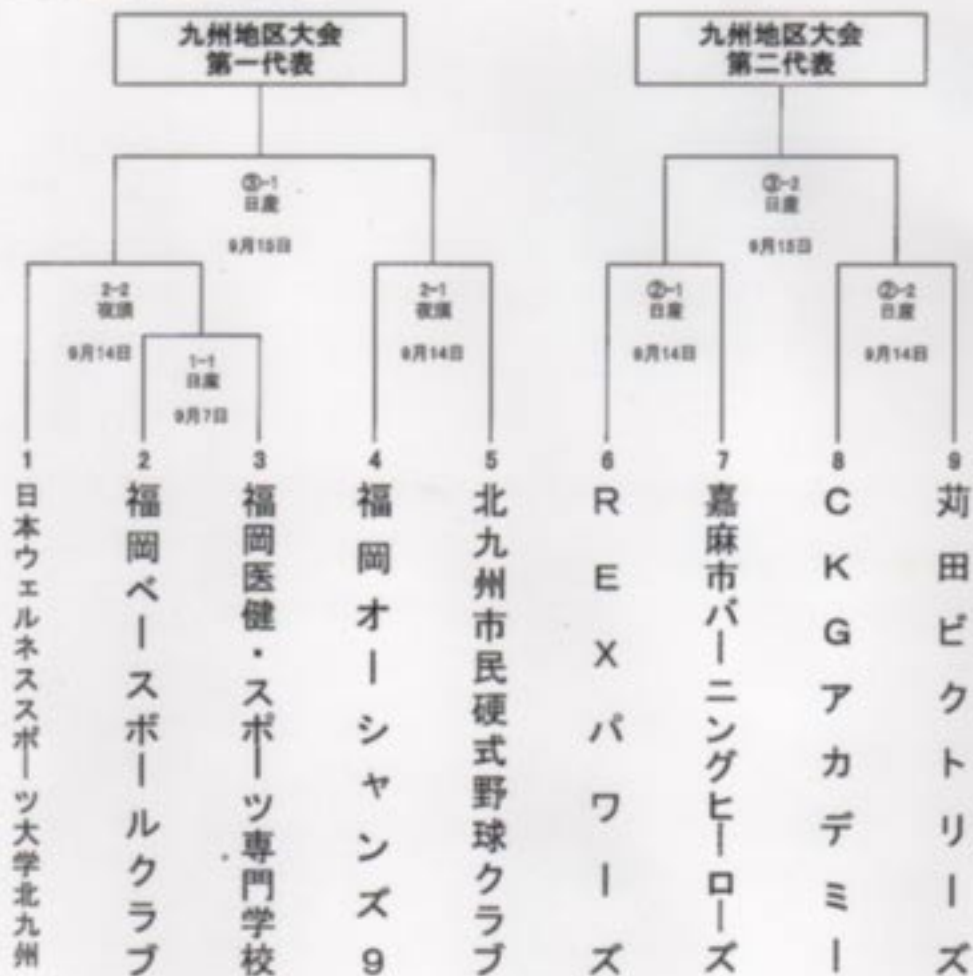 九州地区大会
第一代表
九州地区大会
第二代表
③-1
日産
9月15日
③-2
日産
9月15日
2-2
夜須
9月14日
2-1
夜須
9月14日
②-1
日産
9月14日
②-2
日産
9月14日
1-1
日産
9月7日
1
日本ウェルネススポーツ大学北九州
2
福岡ベースボールクラブ
3
福岡医健・スポーツ専門学校
4
福岡オーシャンズ9
5
北九州市民硬式野球クラブ
6
REXパワーズ
7
嘉麻市バーニングヒーローズ
8
CKGアカデミー
9
苅田ビクトリーズ